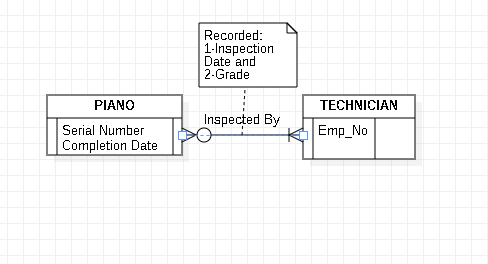 Recorded:
1-Inspection
Date and
2-Grade
PIANO
Serial Number
Completion Date
Inspected By
TECHNICIAN
Emp_No